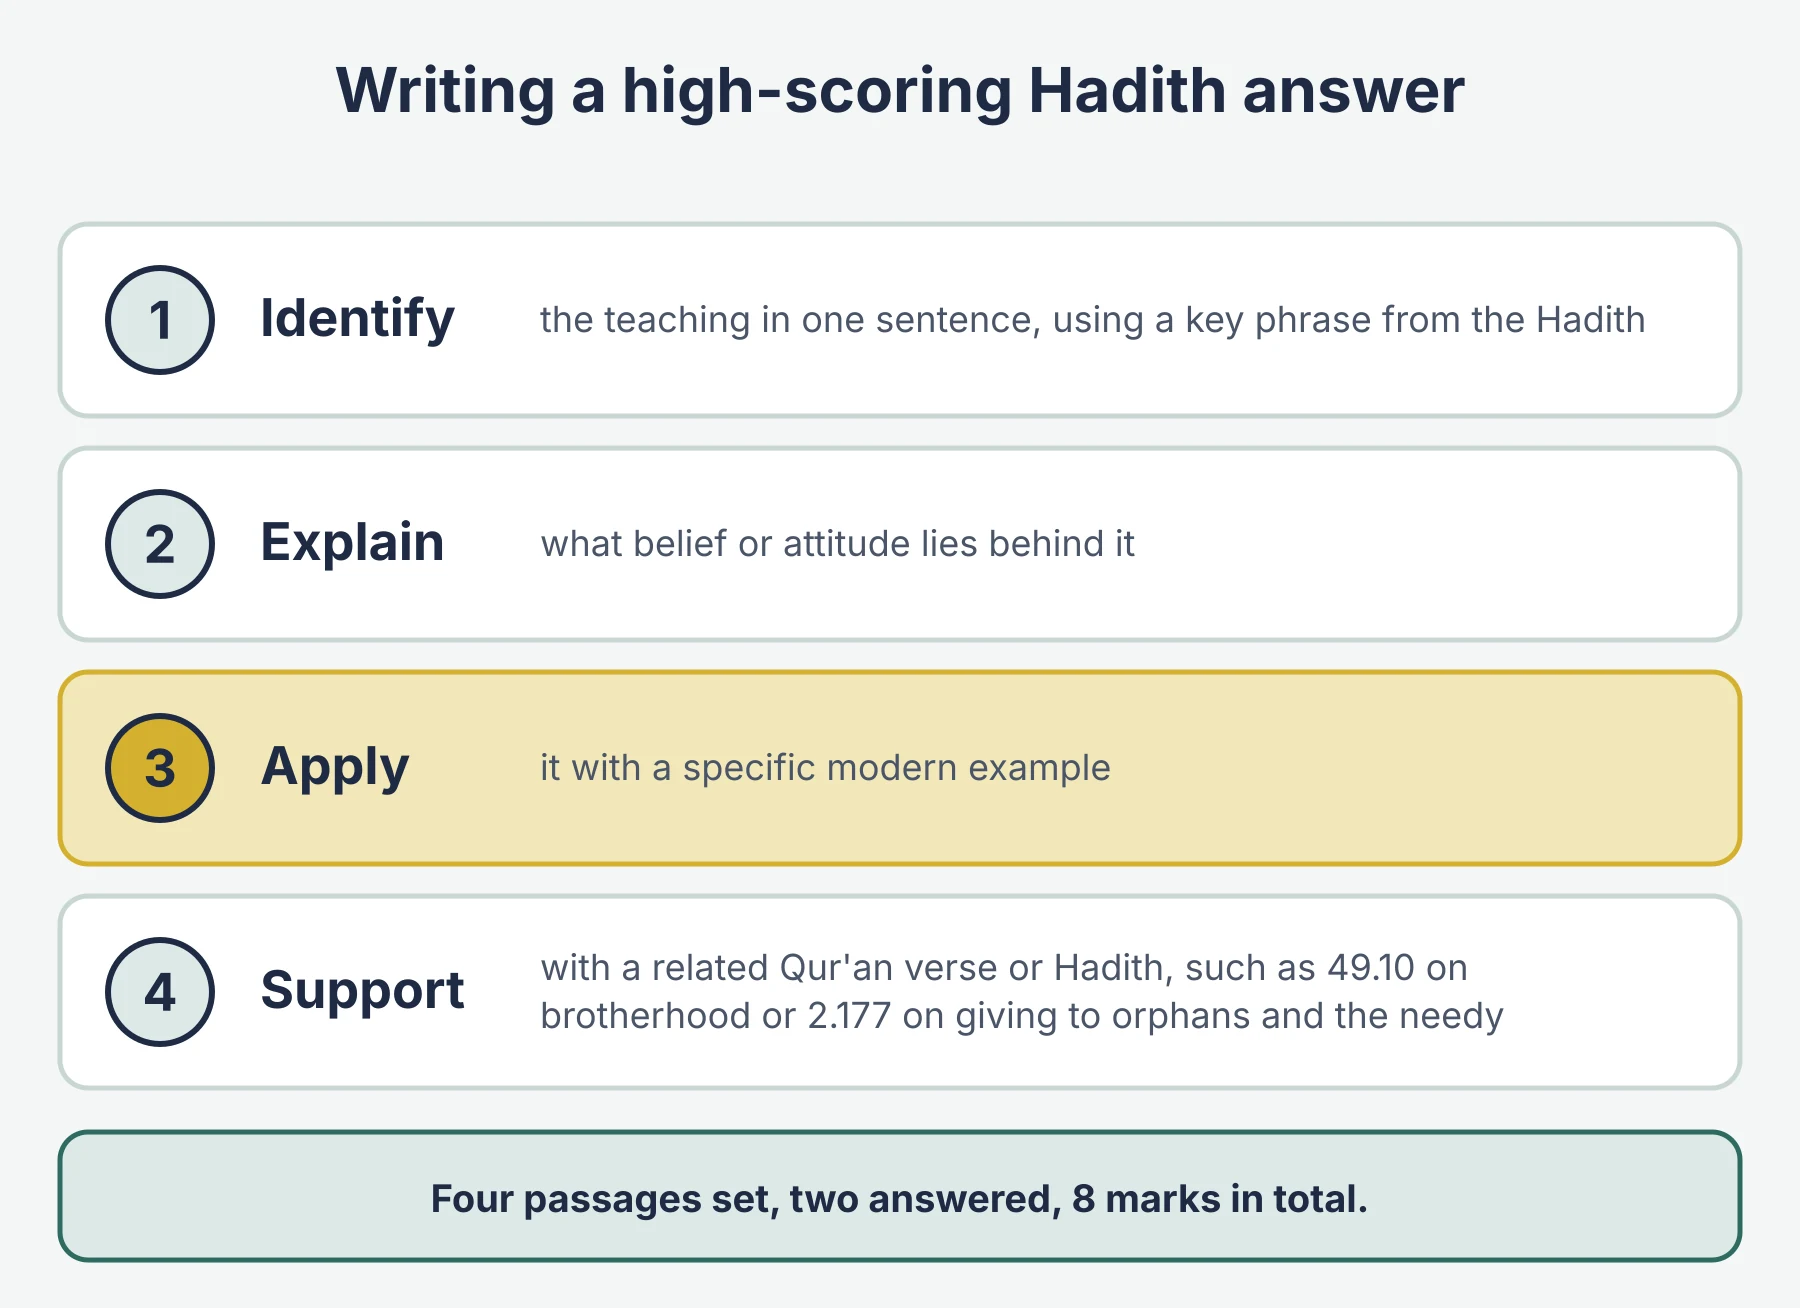 Writing a high-scoring Hadith answer
1
Identify
the teaching in one sentence, using a key phrase from the Hadith
2
Explain
what belief or attitude lies behind it
3
Apply
it with a specific modern example
4
Support
with a related Qur'an verse or Hadith, such as 49.10 on
brotherhood or 2.177 on giving to orphans and the needy
Four passages set, two answered, 8 marks in total.